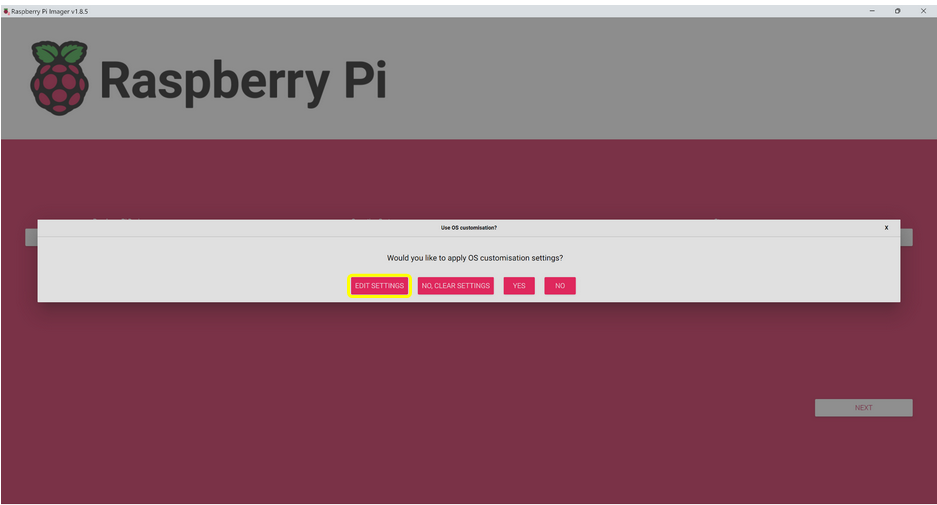 Raspberry Pi Imager v1.8.5
Raspberry Pi
Use OS customisation?
X
Would you like to apply OS customisation settings?
EDIT SETTINGS
NO, CLEAR SETTINGS
YES
NO
NEXT